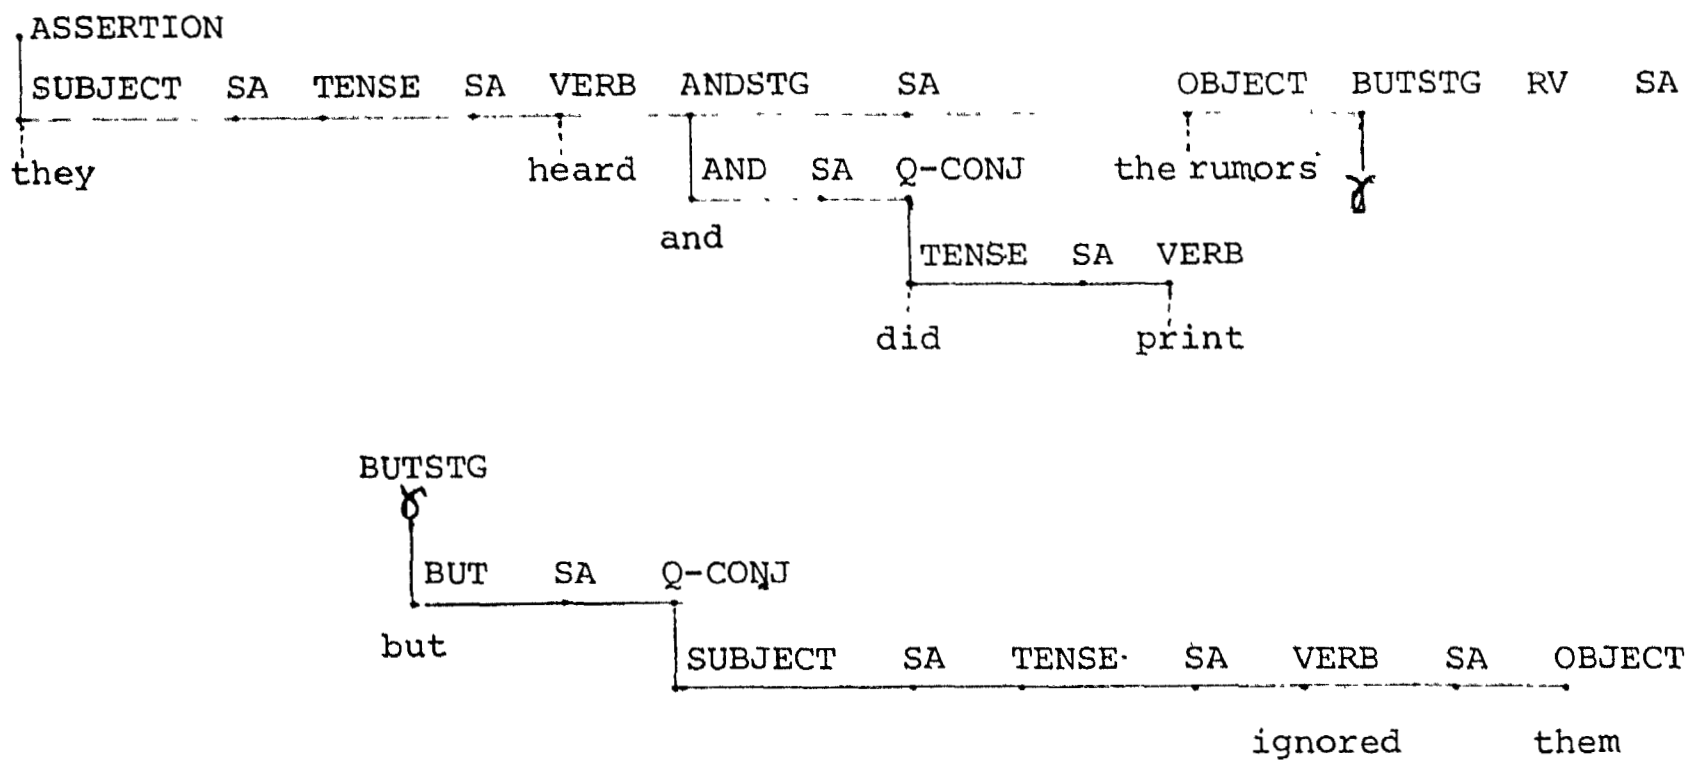 ASSERTION
SUBJECT SA TENSE SA VERB ANDSTG SA OBJECT BUTSTG RV SA
they heard AND SA Q-CONJ the rumors γ
and TENSE SA VERB
did print
BUTSTG
γ
BUT SA Q-CONJ
but SUBJECT SA TENSE SA VERB SA OBJECT
ignored them